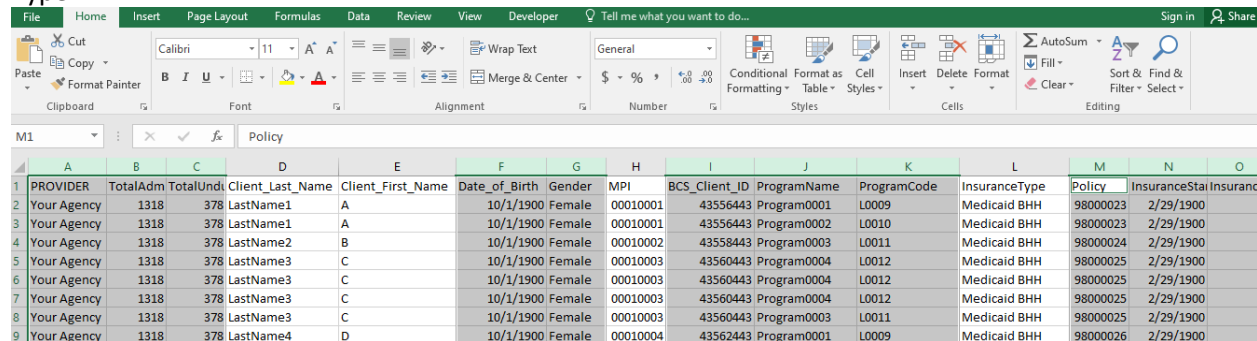 File Home Insert Page Layout Formulas Data Review View Developer Tell me what you want to do... Sign in Share
Cut
Copy
Format Painter
Paste
Clipboard
Calibri 11 A A
B I U A
Font
Wrap Text
Merge & Center
Alignment
General
$ % , .0 .00 .00 .0
Number
Conditional Formatting
Format as Table
Cell Styles
Styles
Insert Delete Format
Cells
AutoSum
Fill
Clear
Sort & Filter
Find & Select
Editing
M1 fx Policy
A B C D E F G H I J K L M N O
1 PROVIDER TotalAdm TotalUndu Client_Last_Name Client_First_Name Date_of_Birth Gender MPI BCS_Client_ID ProgramName ProgramCode InsuranceType Policy InsuranceStar Insuranc
2 Your Agency 1318 378 LastName1 A 10/1/1900 Female 00010001 43556443 Program0001 L0009 Medicaid BHH 98000023 2/29/1900
3 Your Agency 1318 378 LastName1 A 10/1/1900 Female 00010001 43556443 Program0002 L0010 Medicaid BHH 98000023 2/29/1900
4 Your Agency 1318 378 LastName2 B 10/1/1900 Female 00010002 43558443 Program0003 L0011 Medicaid BHH 98000024 2/29/1900
5 Your Agency 1318 378 LastName3 C 10/1/1900 Female 00010003 43560443 Program0004 L0012 Medicaid BHH 98000025 2/29/1900
6 Your Agency 1318 378 LastName3 C 10/1/1900 Female 00010003 43560443 Program0004 L0012 Medicaid BHH 98000025 2/29/1900
7 Your Agency 1318 378 LastName3 C 10/1/1900 Female 00010003 43560443 Program0004 L0012 Medicaid BHH 98000025 2/29/1900
8 Your Agency 1318 378 LastName3 C 10/1/1900 Female 00010003 43560443 Program0003 L0011 Medicaid BHH 98000025 2/29/1900
9 Your Agency 1318 378 LastName4 D 10/1/1900 Female 00010004 43562443 Program0001 L0009 Medicaid BHH 98000026 2/29/1900